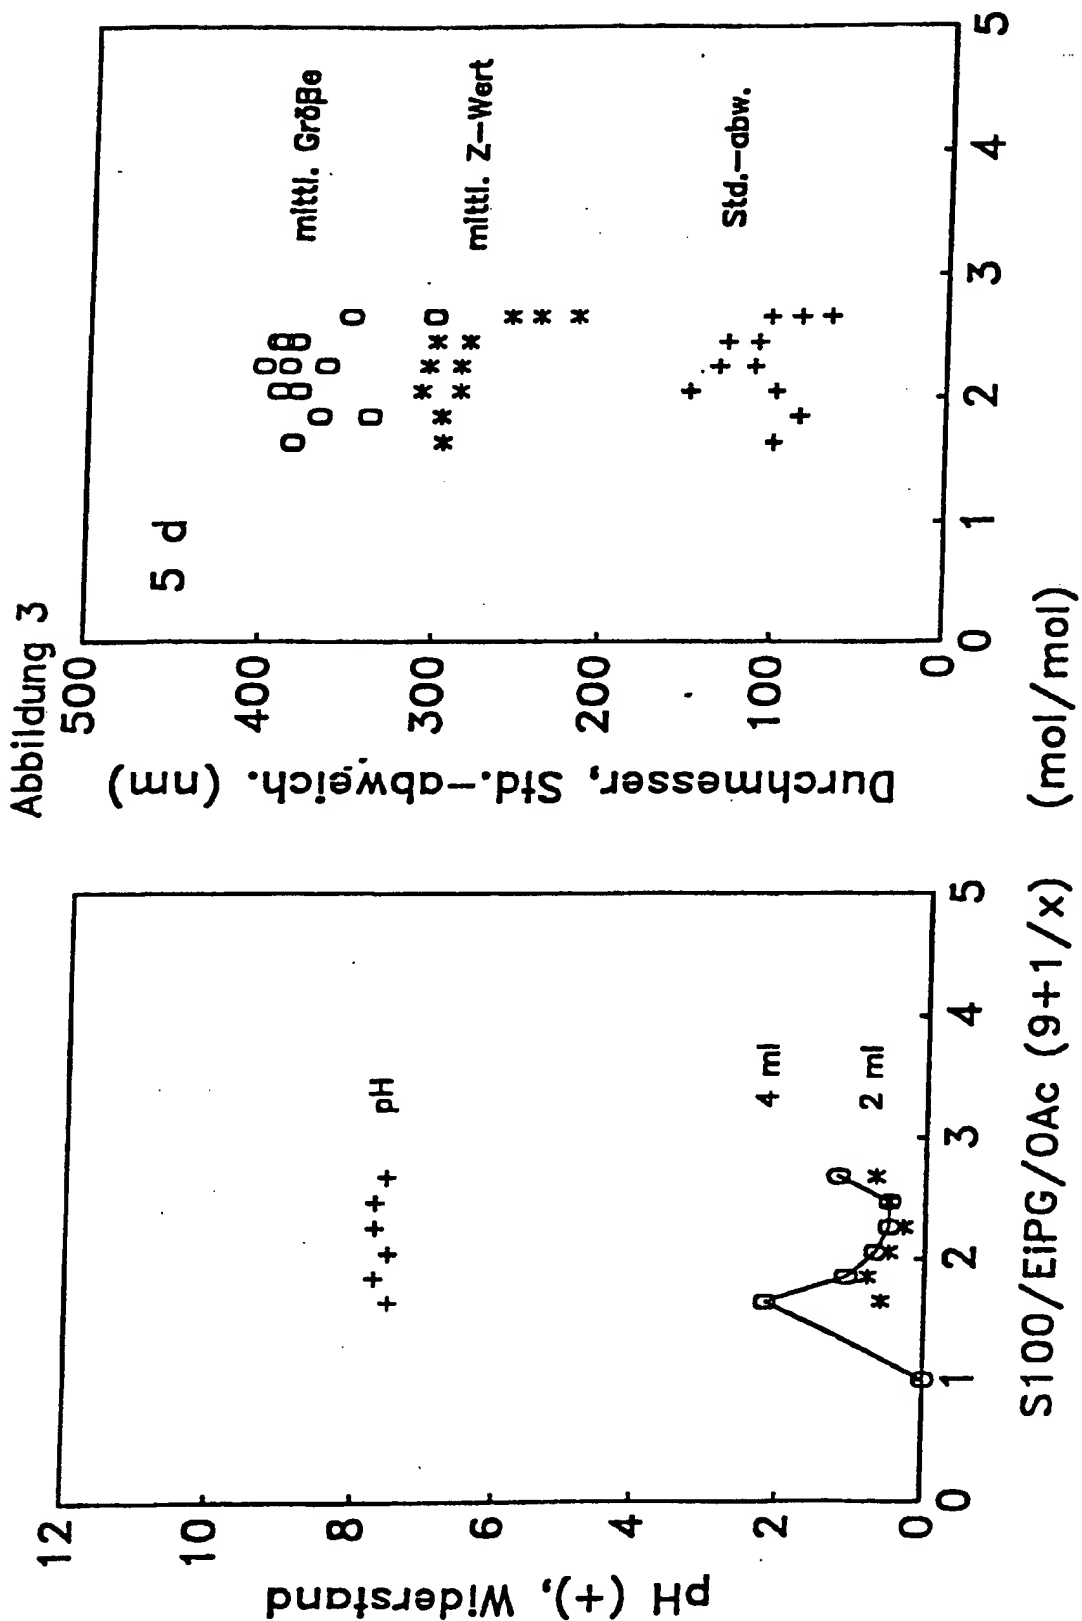 Abbildung 3
pH (+), Widerstand
12
10
8
6
4
2
0
pH
4 ml
2 ml
0 1 2 3 4 5
S100/EiPG/OAc (9+1/x) (mol/mol)
Durchmesser, Std.-abweich. (nm)
500
400
300
200
100
0
5 d
mittl. Größe
mittl. Z-Wert
Std.-abw.
0 1 2 3 4 5